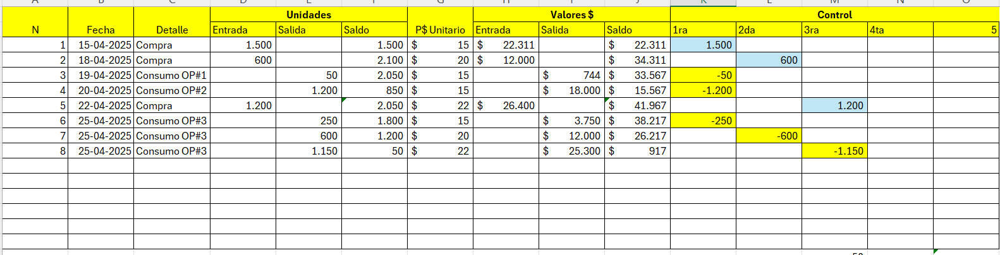 A B C D E F G H I J K L M N O
Unidades Valores $ Control
N Fecha Detalle Entrada Salida Saldo P$ Unitario Entrada Salida Saldo 1ra 2da 3ra 4ta 5
1 15-04-2025 Compra 1.500 1.500 $ 15 $ 22.311 $ 22.311 1.500
2 18-04-2025 Compra 600 2.100 $ 20 $ 12.000 $ 34.311 600
3 19-04-2025 Consumo OP#1 50 2.050 $ 15 $ 744 $ 33.567 -50
4 20-04-2025 Consumo OP#2 1.200 850 $ 15 $ 18.000 $ 15.567 -1.200
5 22-04-2025 Compra 1.200 2.050 $ 22 $ 26.400 $ 41.967 1.200
6 25-04-2025 Consumo OP#3 250 1.800 $ 15 $ 3.750 $ 38.217 -250
7 25-04-2025 Consumo OP#3 600 1.200 $ 20 $ 12.000 $ 26.217 -600
8 25-04-2025 Consumo OP#3 1.150 50 $ 22 $ 25.300 $ 917 -1.150